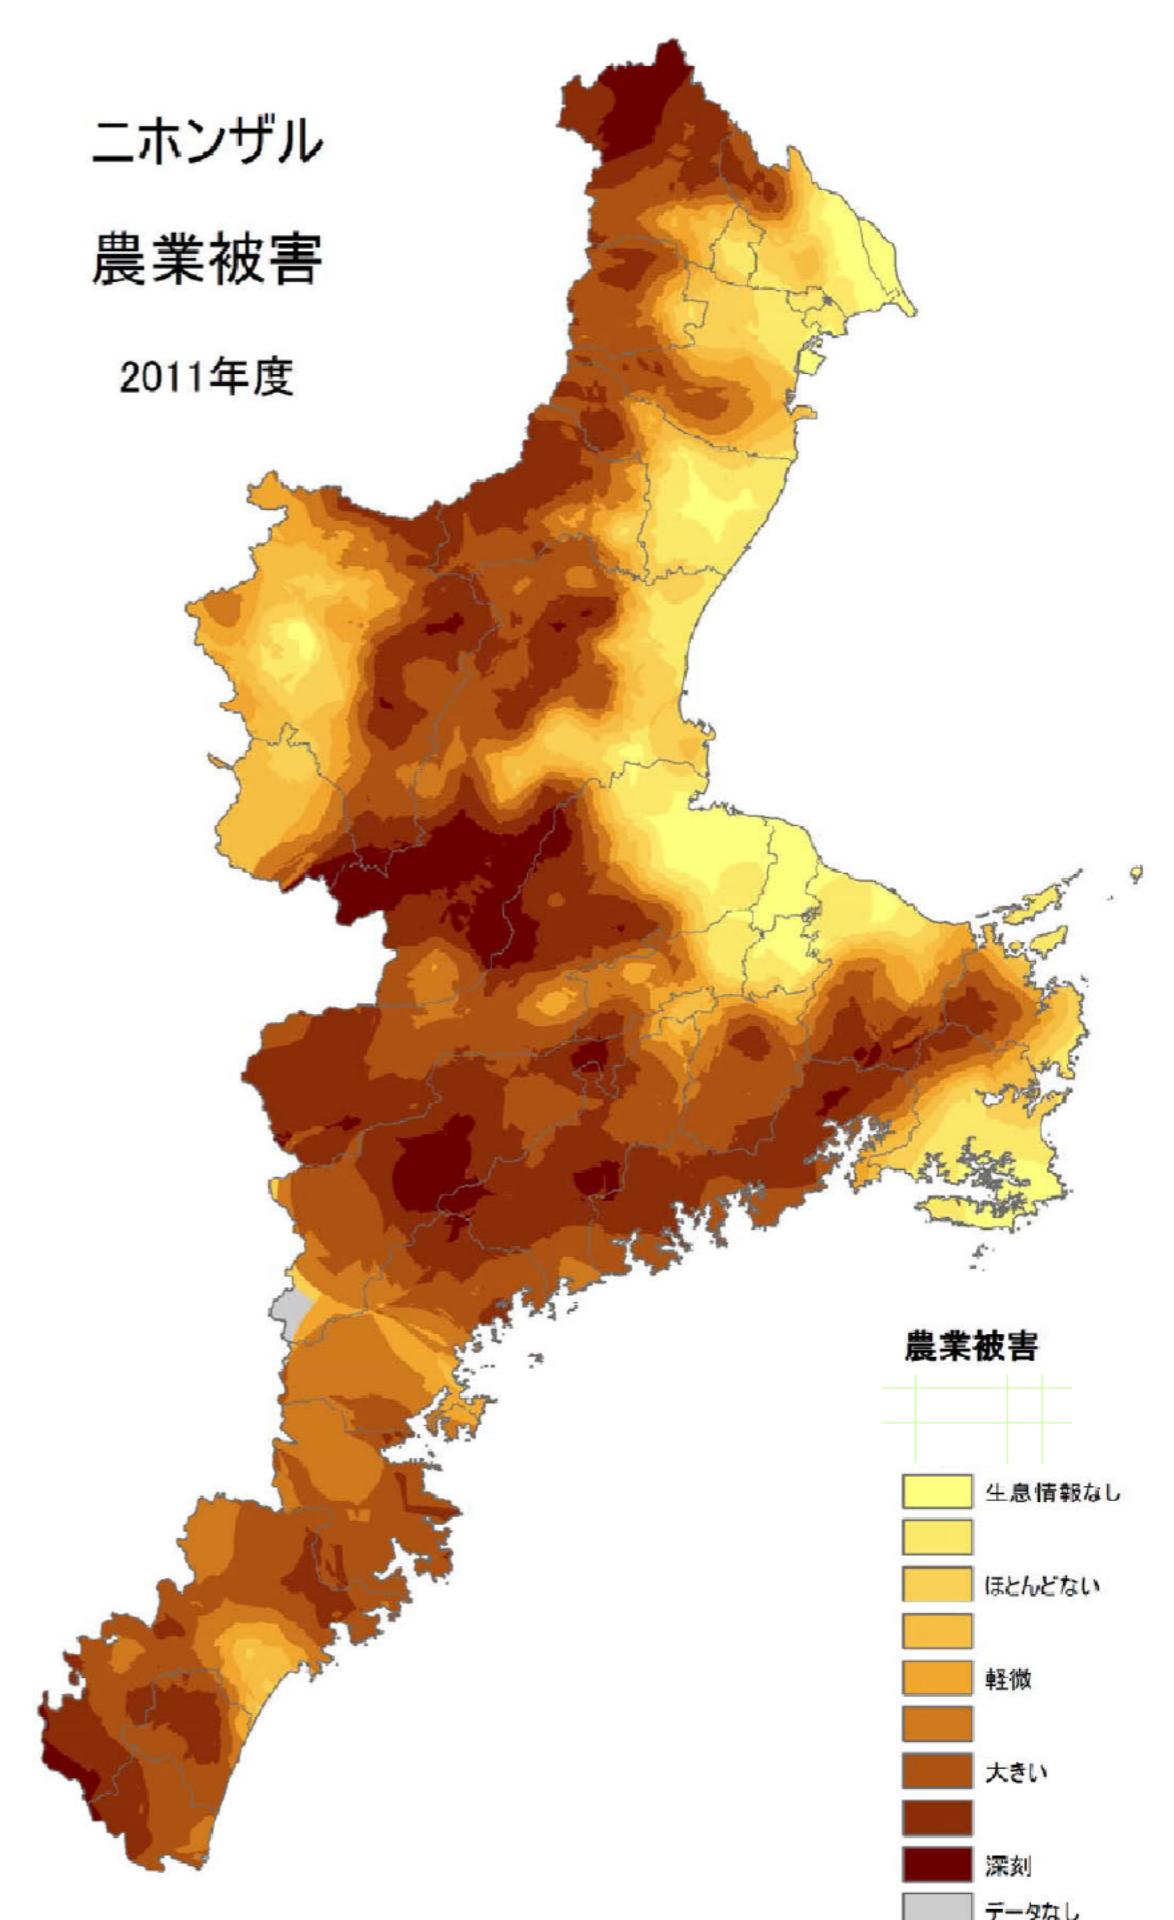 ニホンザル
農業被害
2011年度
農業被害
生息情報なし
ほとんどない
軽微
大きい
深刻
データなし